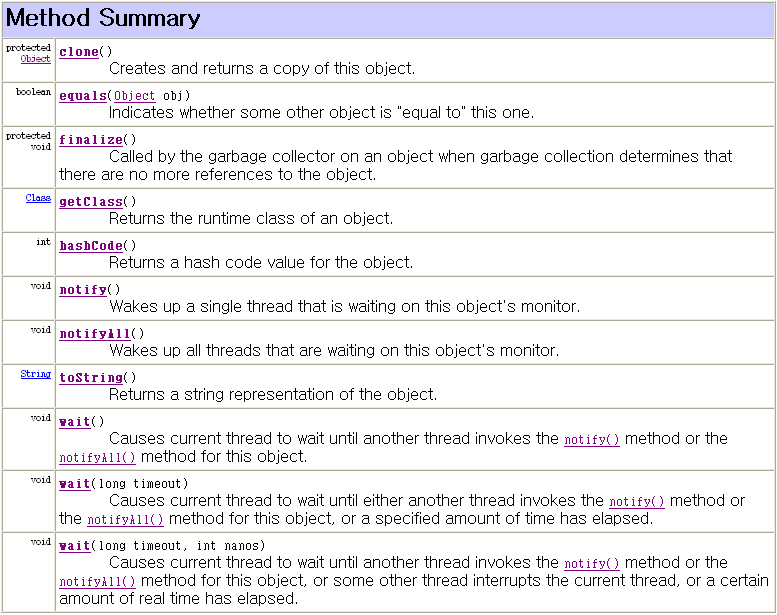 Method Summary
protected
Object
clone()
Creates and returns a copy of this object.
boolean
equals(Object obj)
Indicates whether some other object is "equal to" this one.
protected
void
finalize()
Called by the garbage collector on an object when garbage collection determines that
there are no more references to the object.
Class
getClass()
Returns the runtime class of an object.
int
hashCode()
Returns a hash code value for the object.
void
notify()
Wakes up a single thread that is waiting on this object's monitor.
void
notifyAll()
Wakes up all threads that are waiting on this object's monitor.
String
toString()
Returns a string representation of the object.
void
wait()
Causes current thread to wait until another thread invokes the notify() method or the
notifyAll() method for this object.
void
wait(long timeout)
Causes current thread to wait until either another thread invokes the notify() method or
the notifyAll() method for this object, or a specified amount of time has elapsed.
void
wait(long timeout, int nanos)
Causes current thread to wait until another thread invokes the notify() method or the
notifyAll() method for this object, or some other thread interrupts the current thread, or a certain
amount of real time has elapsed.